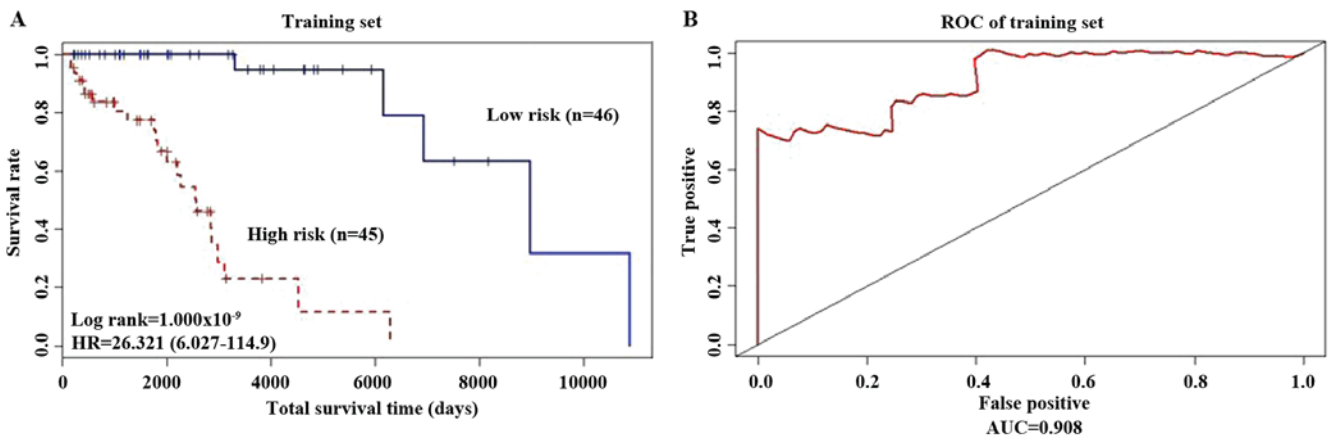 A
Training set
1.0
0.8
0.6
0.4
0.2
0.0
Survival rate
Low risk (n=46)
High risk (n=45)
Log rank=1.000x10⁻⁹
HR=26.321 (6.027-114.9)
0 2000 4000 6000 8000 10000
Total survival time (days)
B
ROC of training set
1.0
0.8
0.6
0.4
0.2
0.0
True positive
0.0 0.2 0.4 0.6 0.8 1.0
False positive
AUC=0.908